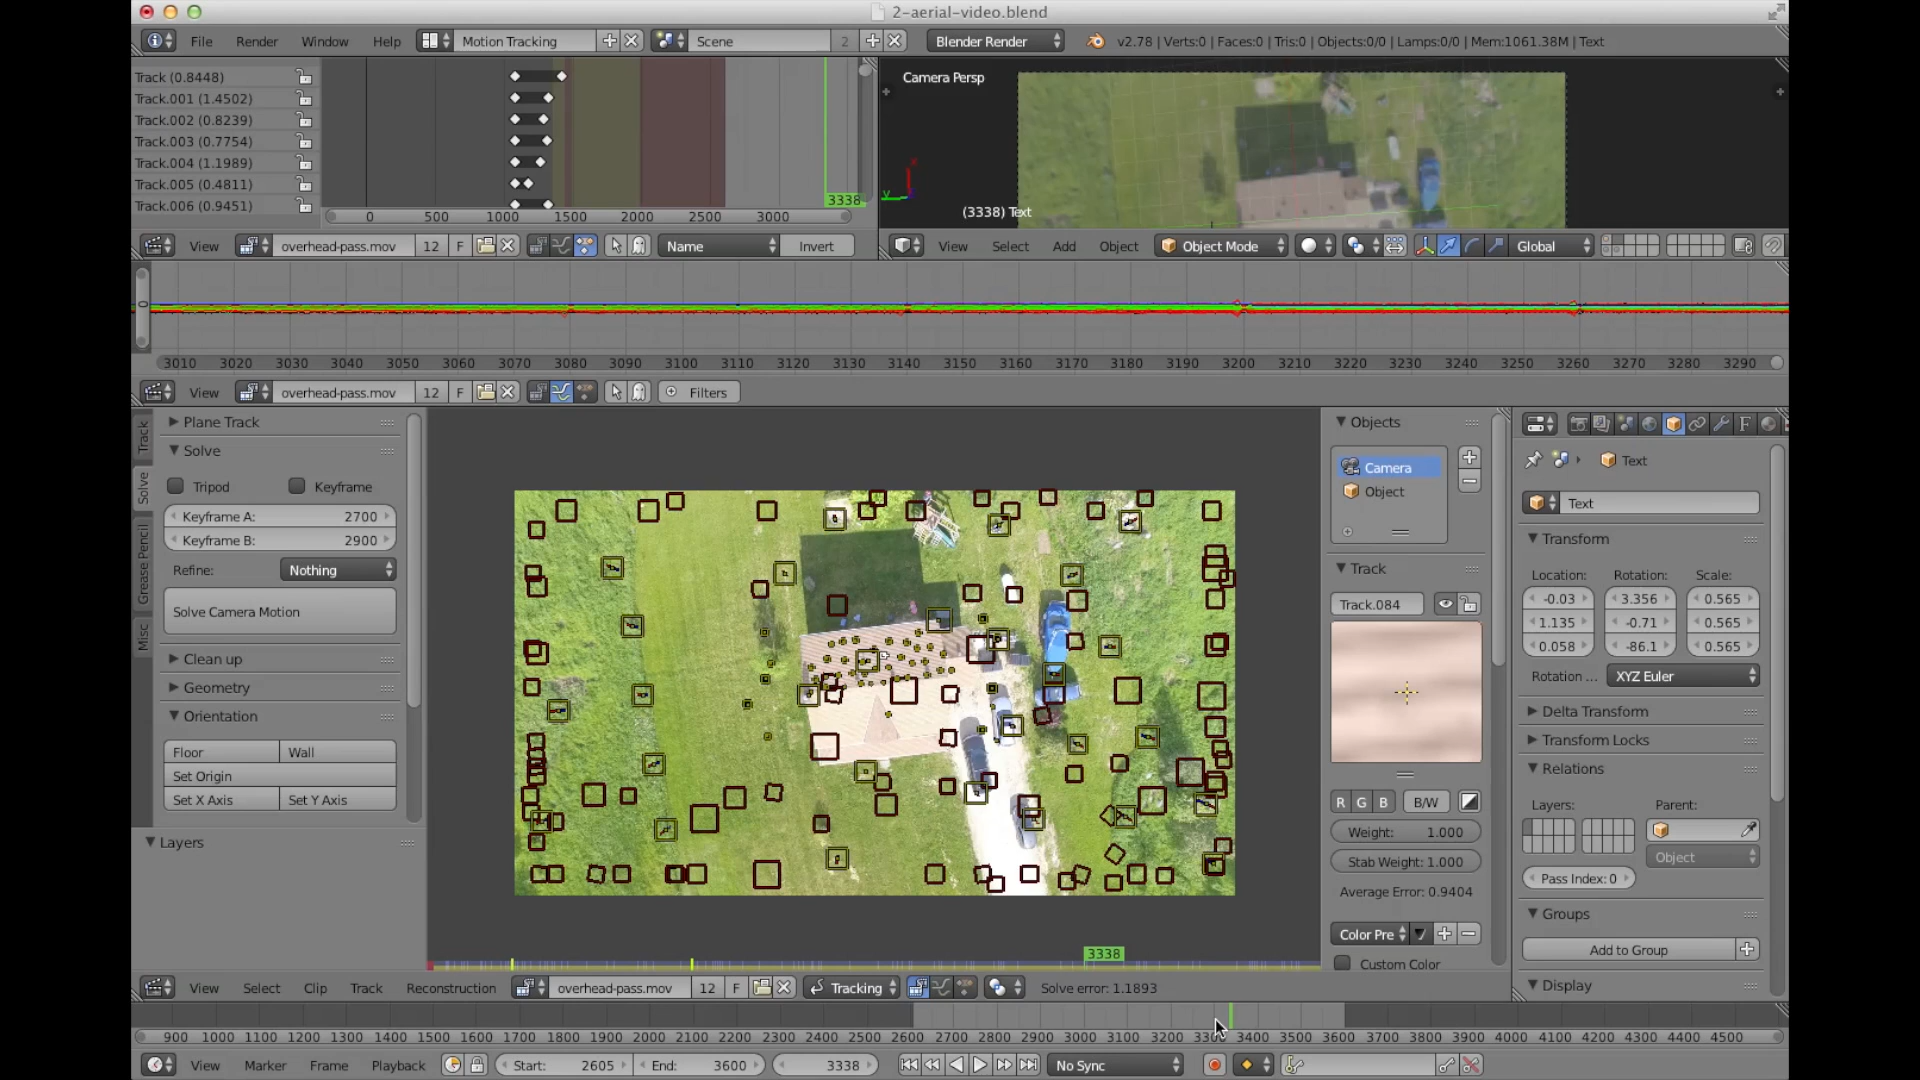 2-aerial-video.blend
File Render Window Help Motion Tracking Scene 2 Blender Render v2.78 | Verts:0 | Faces:0 | Tris:0 | Objects:0/0 | Lamps:0/0 | Mem:1061.38M | Text
Track (0.8448)
Track.001 (1.4502)
Track.002 (0.8239)
Track.003 (0.7754)
Track.004 (1.1989)
Track.005 (0.4811)
Track.006 (0.9451)
3338
0 500 1000 1500 2000 2500 3000
Camera Persp
(3338) Text
View overhead-pass.mov 12 F Name Invert
View Select Add Object Object Mode Global
0
3010 3020 3030 3040 3050 3060 3070 3080 3090 3100 3110 3120 3130 3140 3150 3160 3170 3180 3190 3200 3210 3220 3230 3240 3250 3260 3270 3280 3290
View overhead-pass.mov 12 F Filters
Track
Solve
Grease Pencil
Misc
Plane Track
Solve
Tripod Keyframe
Keyframe A: 2700
Keyframe B: 2900
Refine: Nothing
Solve Camera Motion
Clean up
Geometry
Orientation
Floor Wall
Set Origin
Set X Axis Set Y Axis
Layers
3338
Objects
Camera
Object
Track
Track.084
R G B B/W
Weight: 1.000
Stab Weight: 1.000
Average Error: 0.9404
Color Pre
Custom Color
Text
Text
Transform
Location: Rotation: Scale:
-0.03 3.356 0.565
1.135 -0.71 0.565
0.058 -86.1 0.565
Rotation ... XYZ Euler
Delta Transform
Transform Locks
Relations
Layers: Parent:
Object
Pass Index: 0
Groups
Add to Group
Display
View Select Clip Track Reconstruction overhead-pass.mov 12 F Tracking Solve error: 1.1893
900 1000 1100 1200 1300 1400 1500 1600 1700 1800 1900 2000 2100 2200 2300 2400 2500 2600 2700 2800 2900 3000 3100 3200 3300 3400 3500 3600 3700 3800 3900 4000 4100 4200 4300 4400 4500
View Marker Frame Playback Start: 2605 End: 3600 3338 No Sync